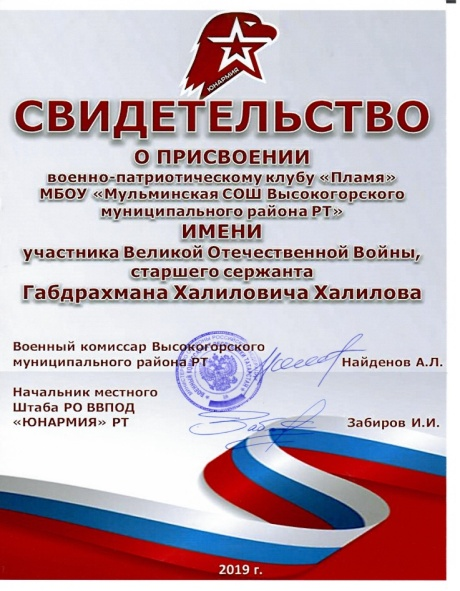 ЮНАРМИЯ
СВИДЕТЕЛЬСТВО
О ПРИСВОЕНИИ
военно-патриотическому клубу «Пламя»
МБОУ «Мульминская СОШ Высокогорского
муниципального района РТ»
ИМЕНИ
участника Великой Отечественной Войны,
старшего сержанта
Габдрахмана Халиловича Халилова
Военный комиссар Высокогорского
муниципального района РТ
Найденов А.Л.
Начальник местного
Штаба РО ВВПОД
«ЮНАРМИЯ» РТ
Забиров И.И.
2019 г.